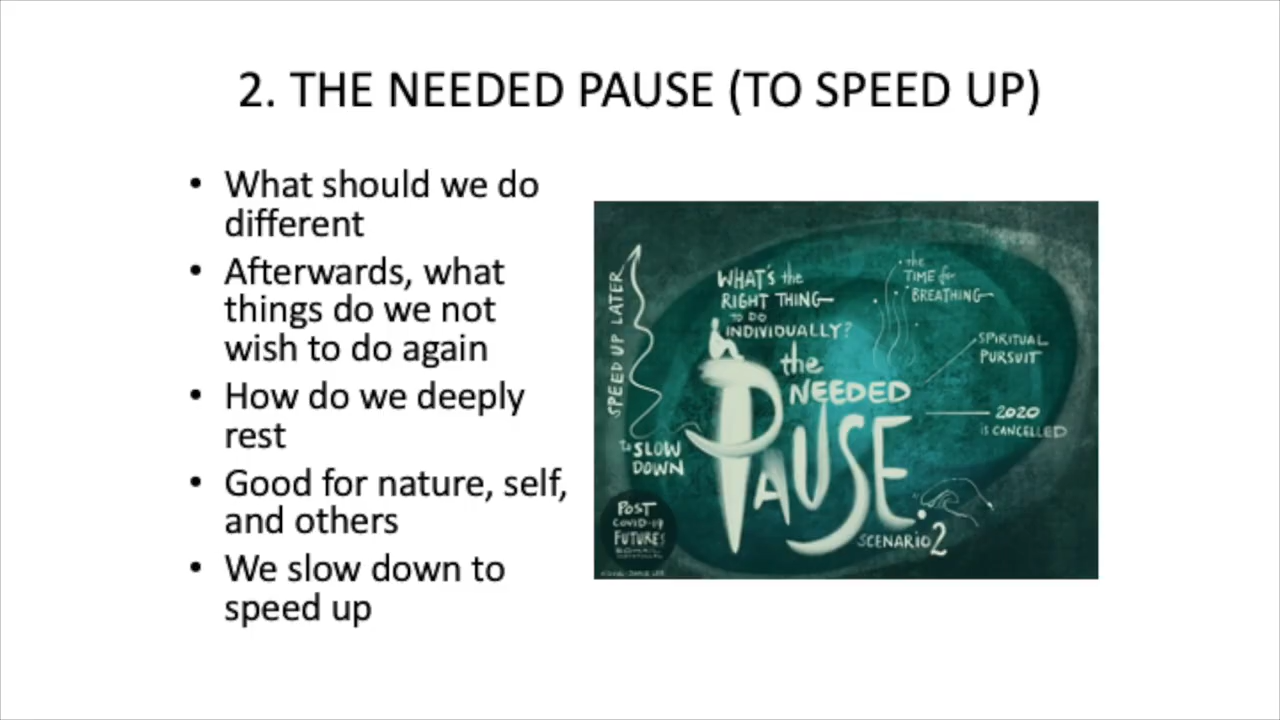 2. THE NEEDED PAUSE (TO SPEED UP)
• What should we do
different
• Afterwards, what
things do we not
wish to do again
• How do we deeply
rest
• Good for nature, self,
and others
• We slow down to
speed up
SPEED UP LATER
to SLOW
DOWN
WHAT'S the
RIGHT THING
TO DO
INDIVIDUALLY?
the
TIME for
BREATHING
SPIRITUAL
PURSUIT
2020
is CANCELLED
the
NEEDED
PAUSE.
SCENARIO 2
POST
COVID-19
FUTURES